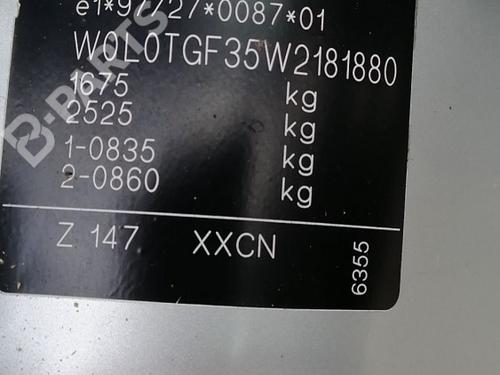 e1*97/27*0087*01
W0L0TGF35W2181880
1675 kg
2525 kg
1-0835 kg
2-0860 kg
Z 147 XXCN
6355
B-PARTS